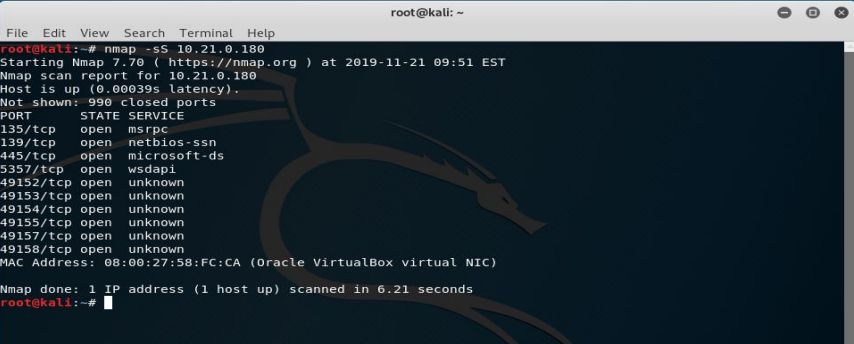 root@kali: ~
File Edit View Search Terminal Help
root@kali:~# nmap -sS 10.21.0.180
Starting Nmap 7.70 ( https://nmap.org ) at 2019-11-21 09:51 EST
Nmap scan report for 10.21.0.180
Host is up (0.00039s latency).
Not shown: 990 closed ports
PORT      STATE SERVICE
135/tcp   open  msrpc
139/tcp   open  netbios-ssn
445/tcp   open  microsoft-ds
5357/tcp  open  wsdapi
49152/tcp open  unknown
49153/tcp open  unknown
49154/tcp open  unknown
49155/tcp open  unknown
49157/tcp open  unknown
49158/tcp open  unknown
MAC Address: 08:00:27:58:FC:CA (Oracle VirtualBox virtual NIC)
Nmap done: 1 IP address (1 host up) scanned in 6.21 seconds
root@kali:~#